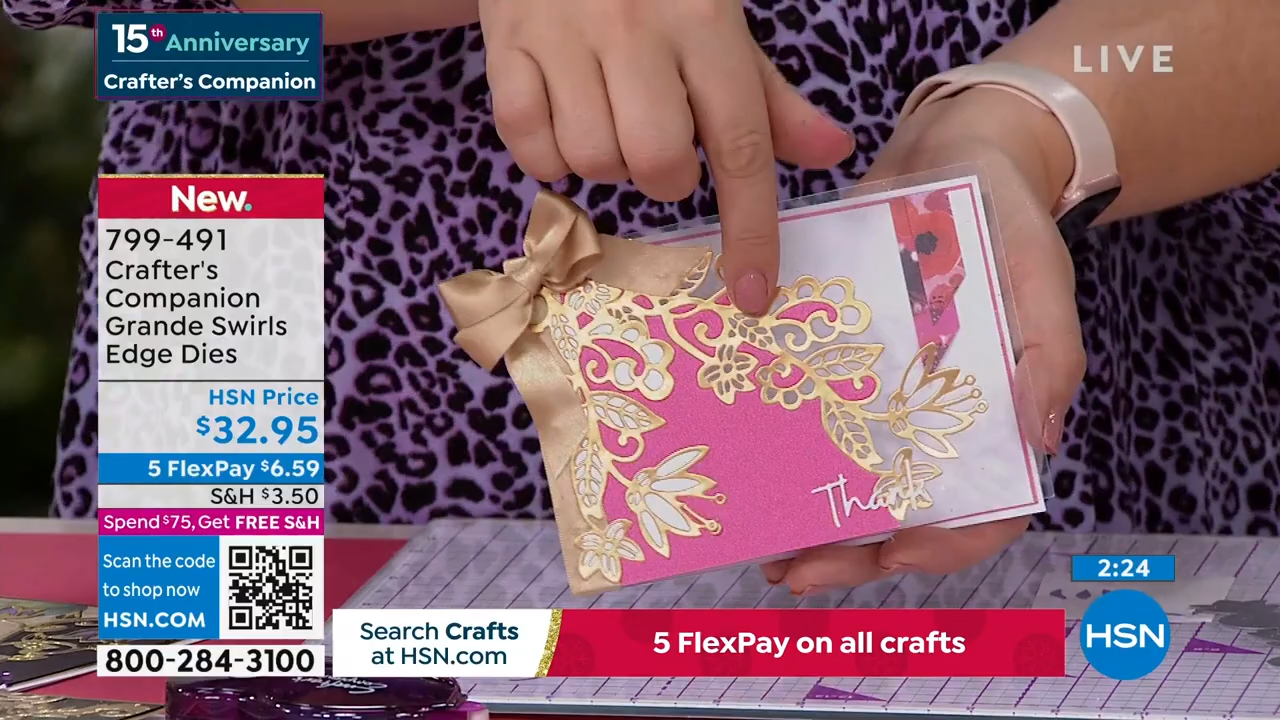 15th Anniversary
Crafter's Companion
LIVE
New.
799-491
Crafter's
Companion
Grande Swirls
Edge Dies
HSN Price
$32.95
5 FlexPay $6.59
S&H $3.50
Spend $75, Get FREE S&H
Scan the code
to shop now
HSN.COM
800-284-3100
Search Crafts
at HSN.com
5 FlexPay on all crafts
2:24
HSN
Thank